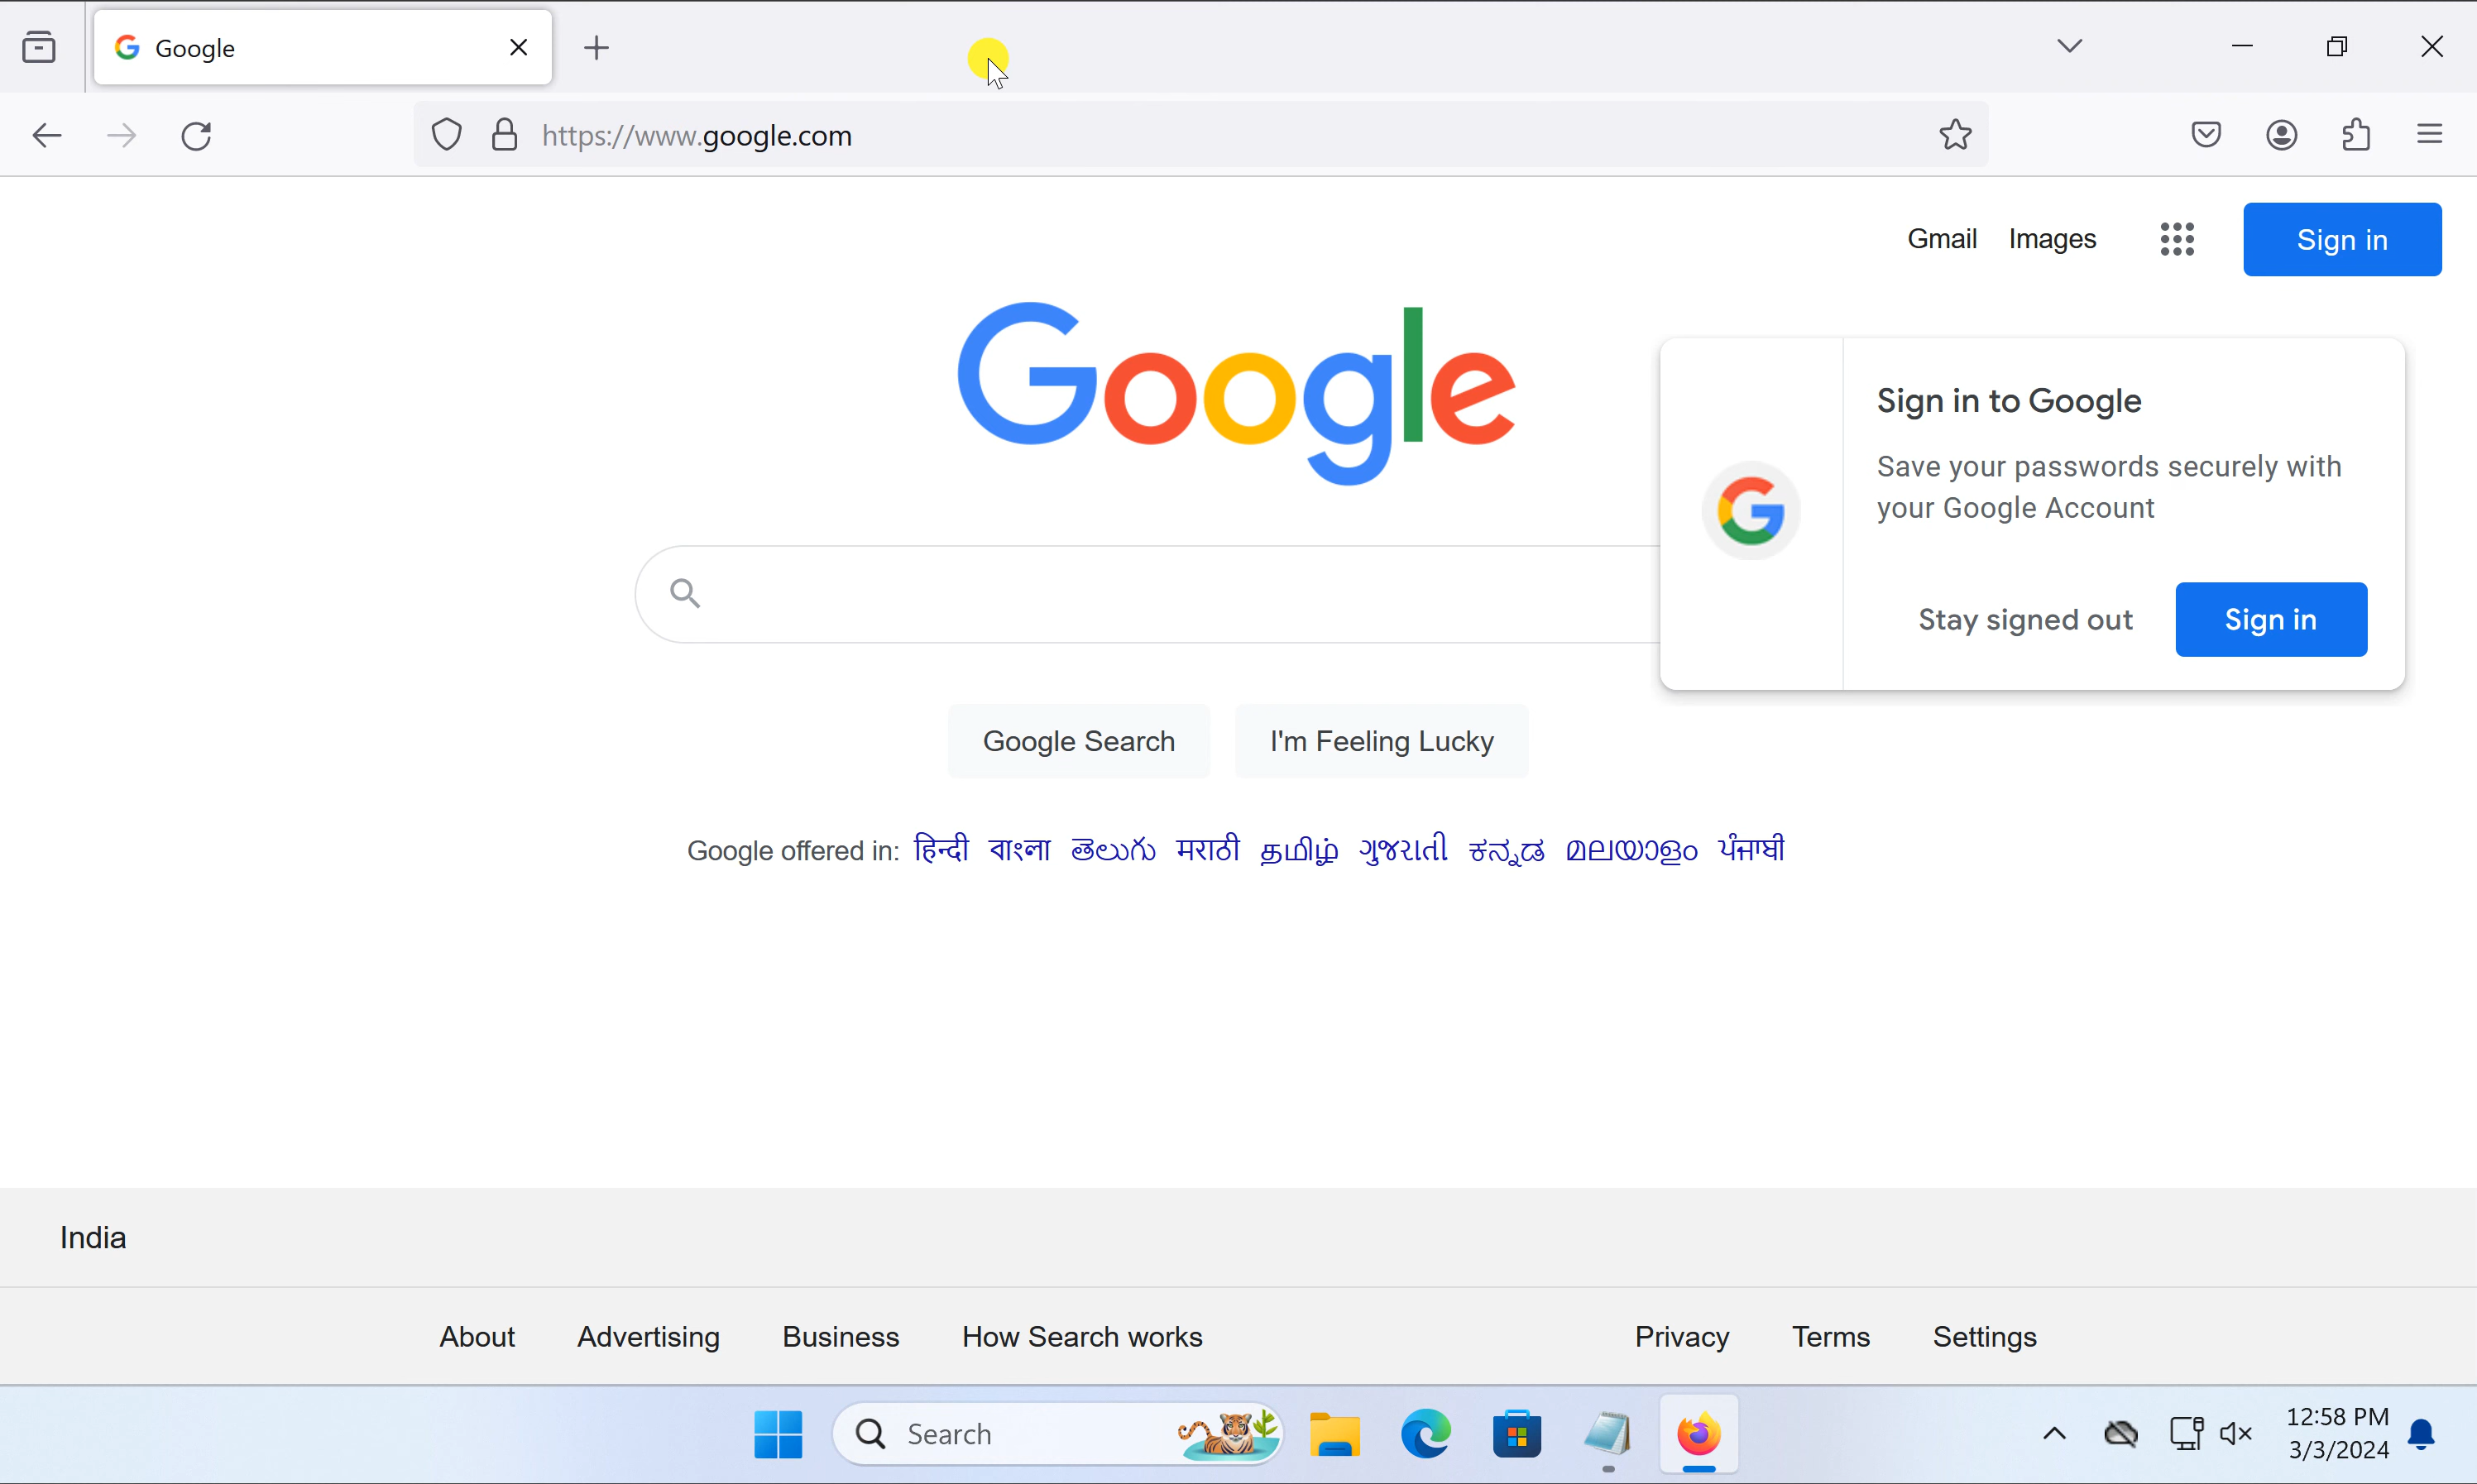 Google
https://www.google.com
Gmail Images Sign in
Google
Sign in to Google
Save your passwords securely with
your Google Account
Stay signed out Sign in
Google Search I'm Feeling Lucky
Google offered in: हिन्दी বাংলা తెలుగు मराठी தமிழ் ગુજરાતી ಕನ್ನಡ മലയാളം ਪੰਜਾਬੀ
India
About Advertising Business How Search works Privacy Terms Settings
Search
12:58 PM
3/3/2024